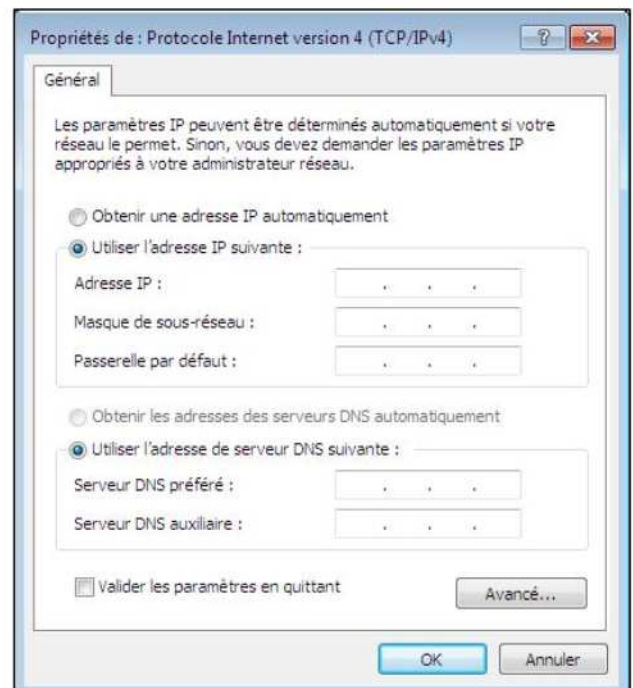 Propriétés de : Protocole Internet version 4 (TCP/IPv4)
Général
Les paramètres IP peuvent être déterminés automatiquement si votre
réseau le permet. Sinon, vous devez demander les paramètres IP
appropriés à votre administrateur réseau.
Obtenir une adresse IP automatiquement
Utiliser l'adresse IP suivante :
Adresse IP :
Masque de sous-réseau :
Passerelle par défaut :
Obtenir les adresses des serveurs DNS automatiquement
Utiliser l'adresse de serveur DNS suivante :
Serveur DNS préféré :
Serveur DNS auxiliaire :
Valider les paramètres en quittant
Avancé...
OK
Annuler